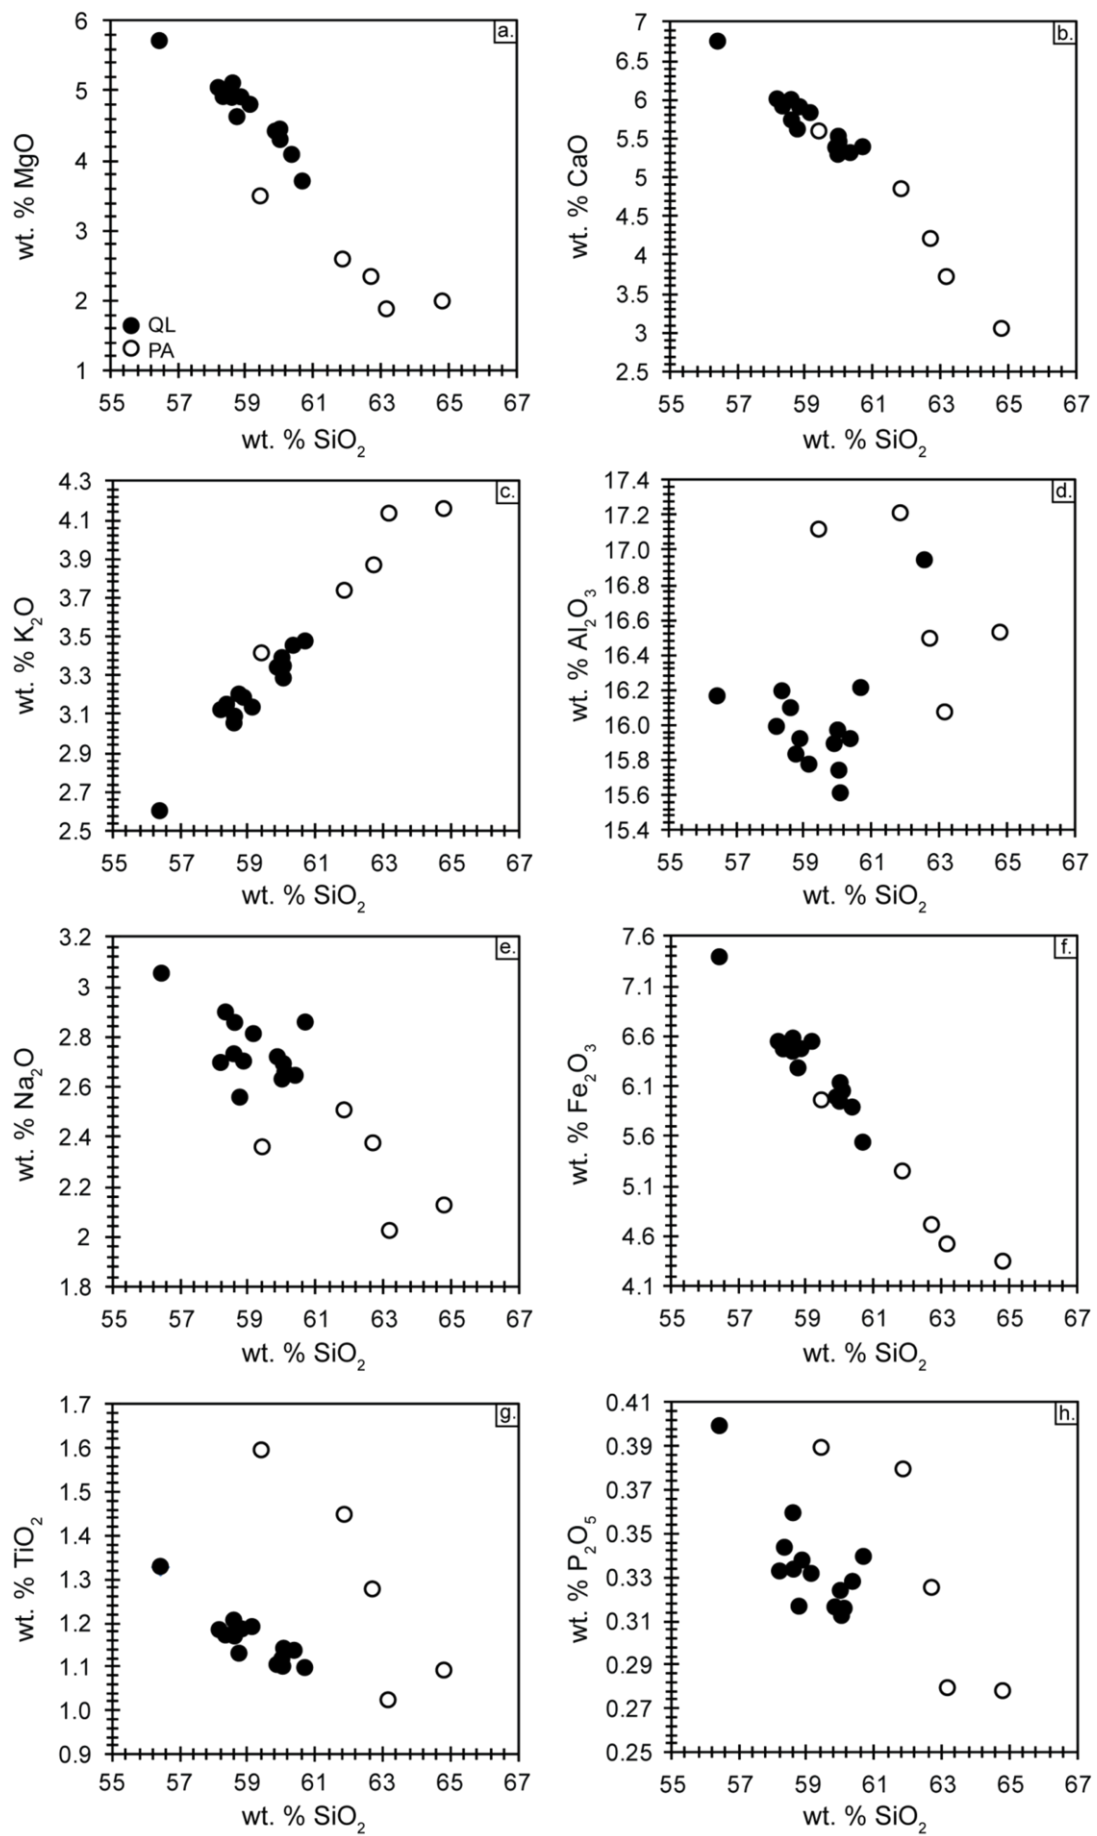 a.
6
5
4
3
2
1
wt. % MgO
QL
PA
55 57 59 61 63 65 67
wt. % SiO2
b.
7
6.5
6
5.5
5
4.5
4
3.5
3
2.5
wt. % CaO
55 57 59 61 63 65 67
wt. % SiO2
c.
4.3
4.1
3.9
3.7
3.5
3.3
3.1
2.9
2.7
2.5
wt. % K2O
55 57 59 61 63 65 67
wt. % SiO2
d.
17.4
17.2
17.0
16.8
16.6
16.4
16.2
16.0
15.8
15.6
15.4
wt. % Al2O3
55 57 59 61 63 65 67
wt. % SiO2
e.
3.2
3
2.8
2.6
2.4
2.2
2
1.8
wt. % Na2O
55 57 59 61 63 65 67
wt. % SiO2
f.
7.6
7.1
6.6
6.1
5.6
5.1
4.6
4.1
wt. % Fe2O3
55 57 59 61 63 65 67
wt. % SiO2
g.
1.7
1.6
1.5
1.4
1.3
1.2
1.1
1.0
0.9
wt. % TiO2
55 57 59 61 63 65 67
wt. % SiO2
h.
0.41
0.39
0.37
0.35
0.33
0.31
0.29
0.27
0.25
wt. % P2O5
55 57 59 61 63 65 67
wt. % SiO2